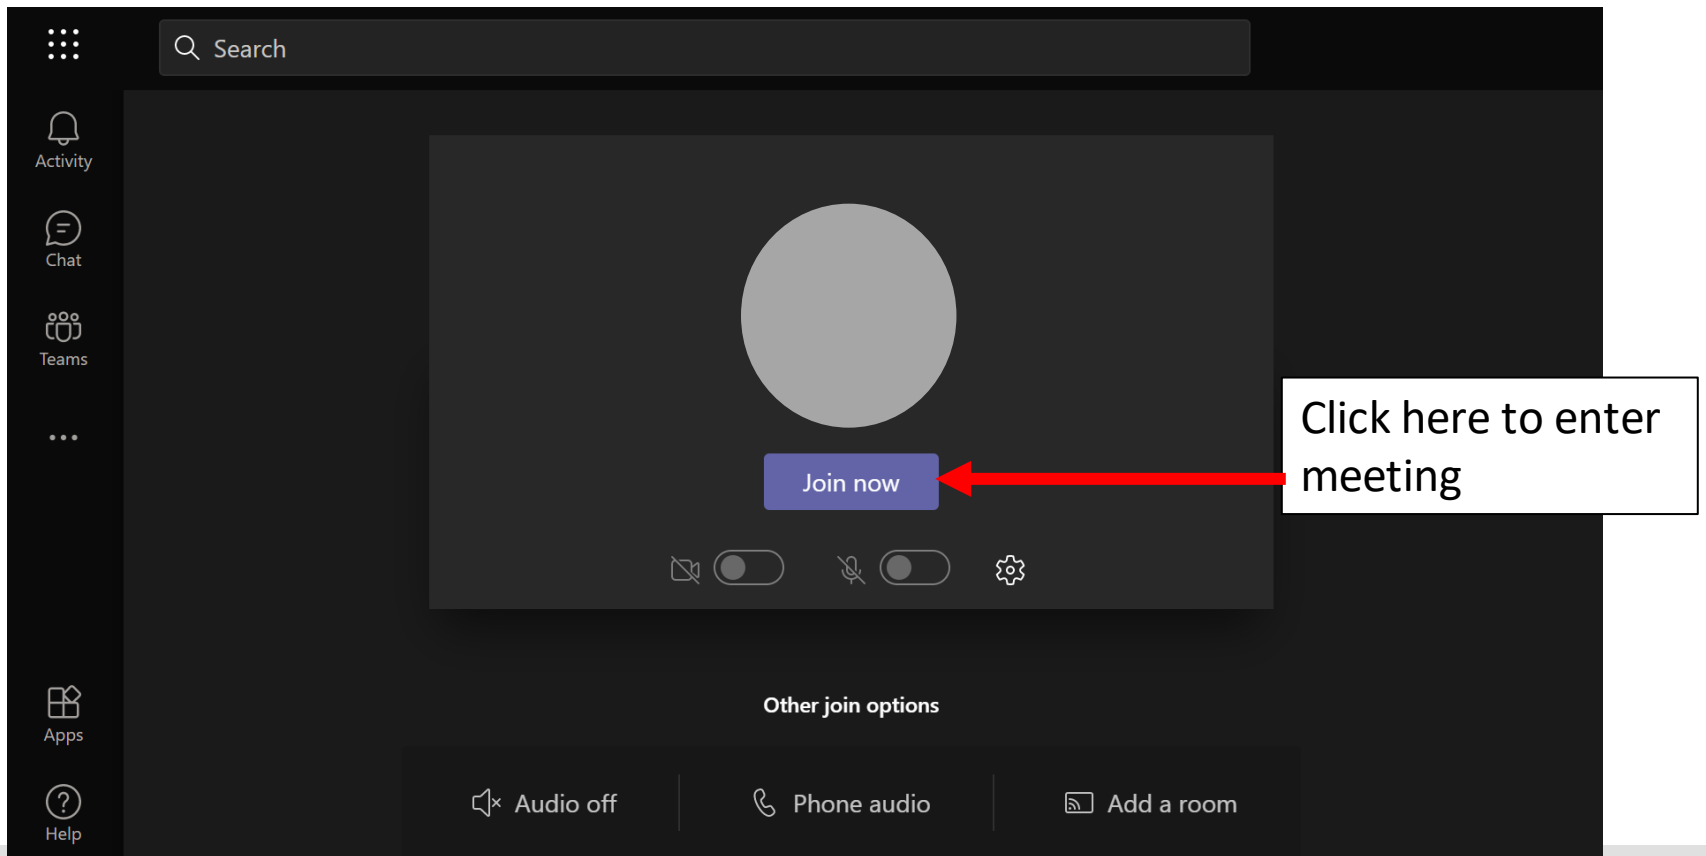 Search
Activity
Chat
Teams
Join now
Click here to enter
meeting
Other join options
Audio off
Phone audio
Add a room
Apps
Help